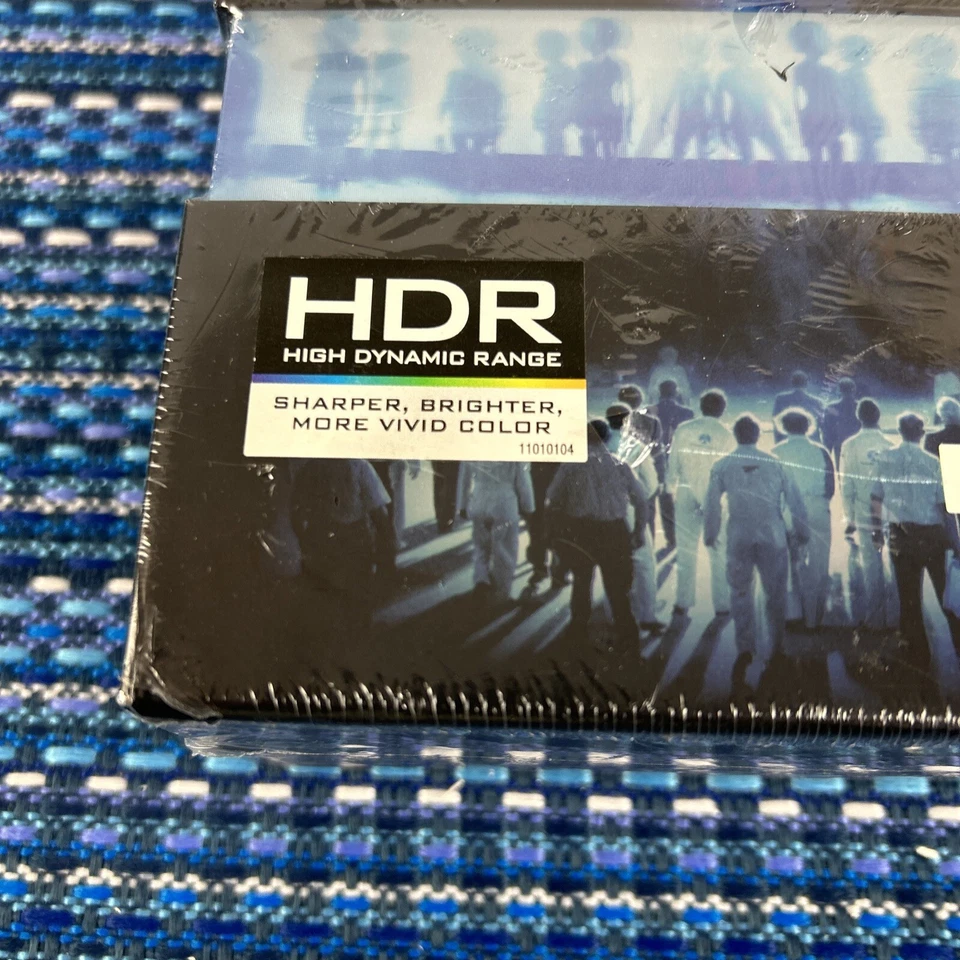 HDR
HIGH DYNAMIC RANGE
SHARPER, BRIGHTER,
MORE VIVID COLOR
11010104